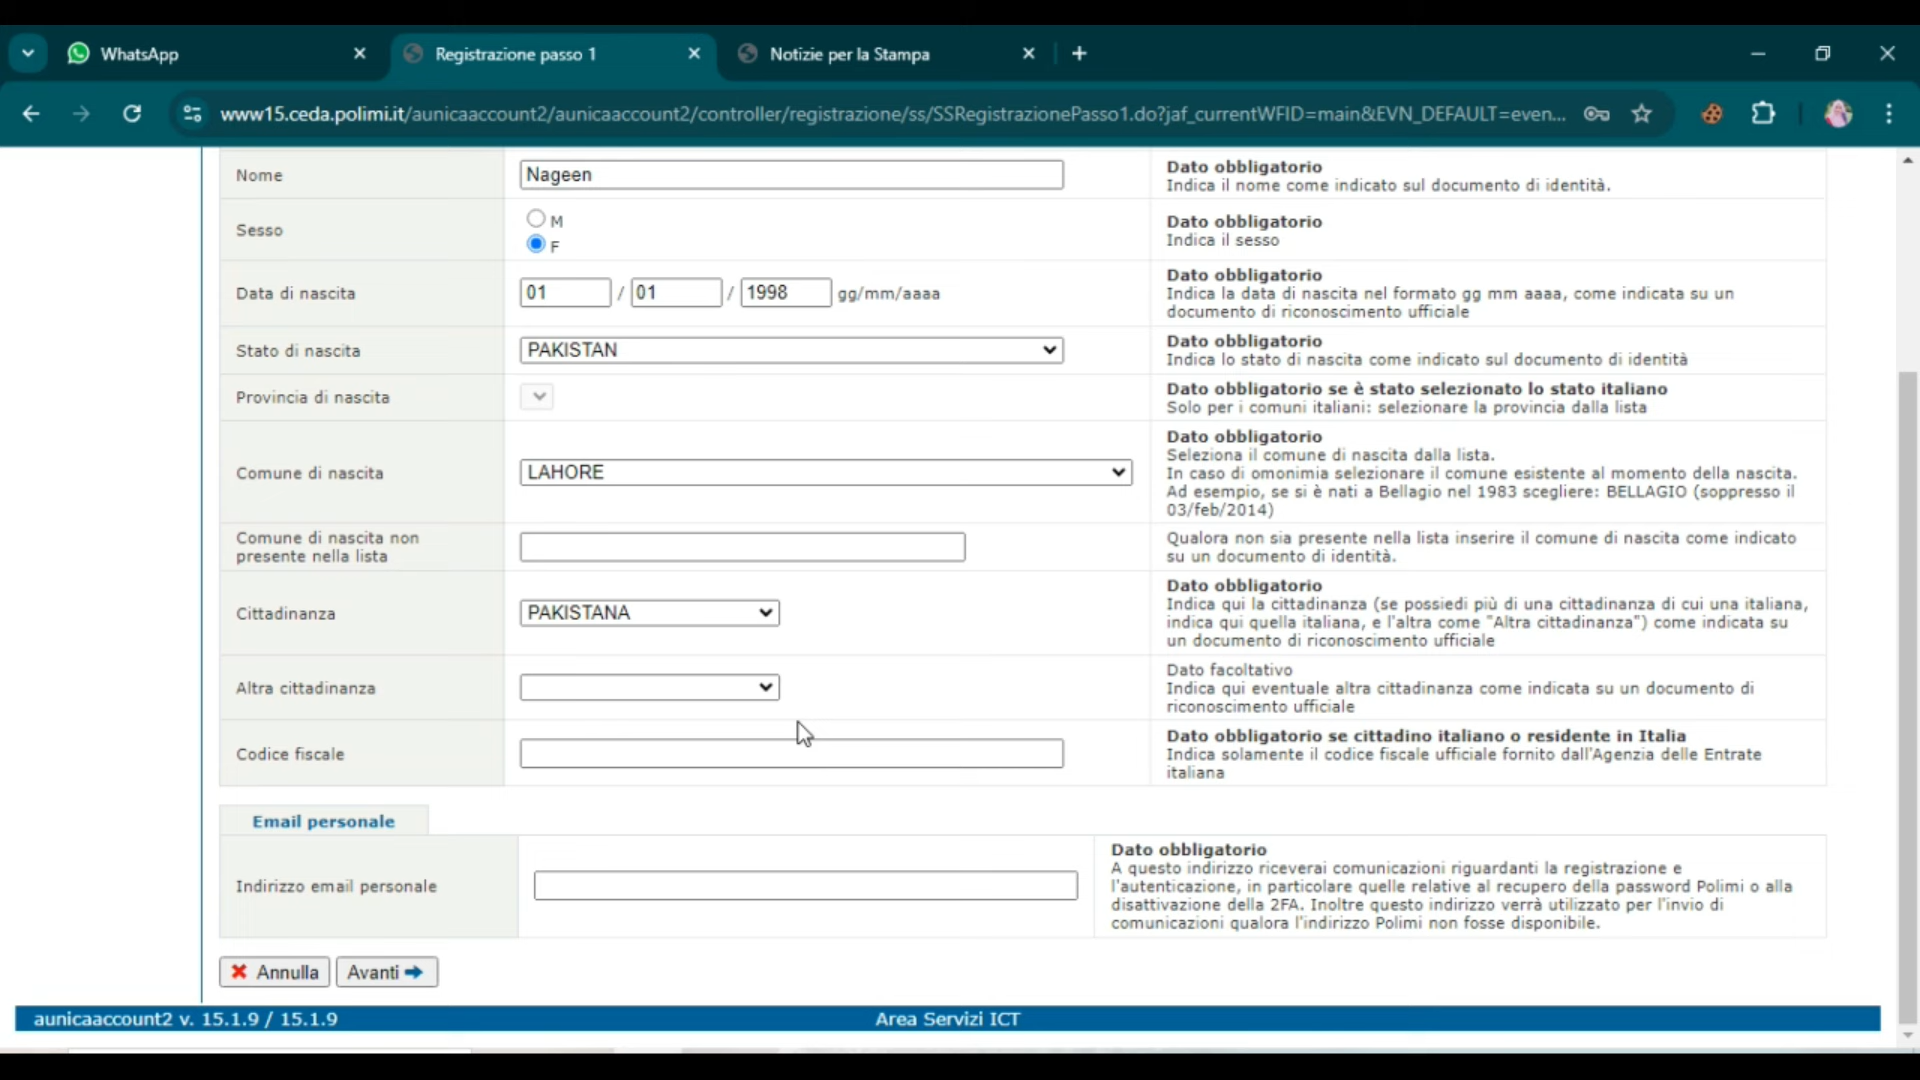 WhatsApp
Registrazione passo 1
Notizie per la Stampa
www15.ceda.polimi.it/aunicaaccount2/aunicaaccount2/controller/registrazione/ss/SSRegistrazionePasso1.do?jaf_currentWFID=main&EVN_DEFAULT=even...
Nome
Nageen
Dato obbligatorio
Indica il nome come indicato sul documento di identità.
Sesso
M
F
Dato obbligatorio
Indica il sesso
Data di nascita
01 / 01 / 1998 gg/mm/aaaa
Dato obbligatorio
Indica la data di nascita nel formato gg mm aaaa, come indicata su un
documento di riconoscimento ufficiale
Stato di nascita
PAKISTAN
Dato obbligatorio
Indica lo stato di nascita come indicato sul documento di identità
Provincia di nascita
Dato obbligatorio se è stato selezionato lo stato italiano
Solo per i comuni italiani: selezionare la provincia dalla lista
Comune di nascita
LAHORE
Dato obbligatorio
Seleziona il comune di nascita dalla lista.
In caso di omonimia selezionare il comune esistente al momento della nascita.
Ad esempio, se si è nati a Bellagio nel 1983 scegliere: BELLAGIO (soppresso il
03/feb/2014)
Comune di nascita non
presente nella lista
Qualora non sia presente nella lista inserire il comune di nascita come indicato
su un documento di identità.
Cittadinanza
PAKISTANA
Dato obbligatorio
Indica qui la cittadinanza (se possiedi più di una cittadinanza di cui una italiana,
indica qui quella italiana, e l'altra come "Altra cittadinanza") come indicata su
un documento di riconoscimento ufficiale
Altra cittadinanza
Dato facoltativo
Indica qui eventuale altra cittadinanza come indicata su un documento di
riconoscimento ufficiale
Codice fiscale
Dato obbligatorio se cittadino italiano o residente in Italia
Indica solamente il codice fiscale ufficiale fornito dall'Agenzia delle Entrate
italiana
Email personale
Indirizzo email personale
Dato obbligatorio
A questo indirizzo riceverai comunicazioni riguardanti la registrazione e
l'autenticazione, in particolare quelle relative al recupero della password Polimi o alla
disattivazione della 2FA. Inoltre questo indirizzo verrà utilizzato per l'invio di
comunicazioni qualora l'indirizzo Polimi non fosse disponibile.
Annulla
Avanti
aunicaaccount2 v. 15.1.9 / 15.1.9
Area Servizi ICT